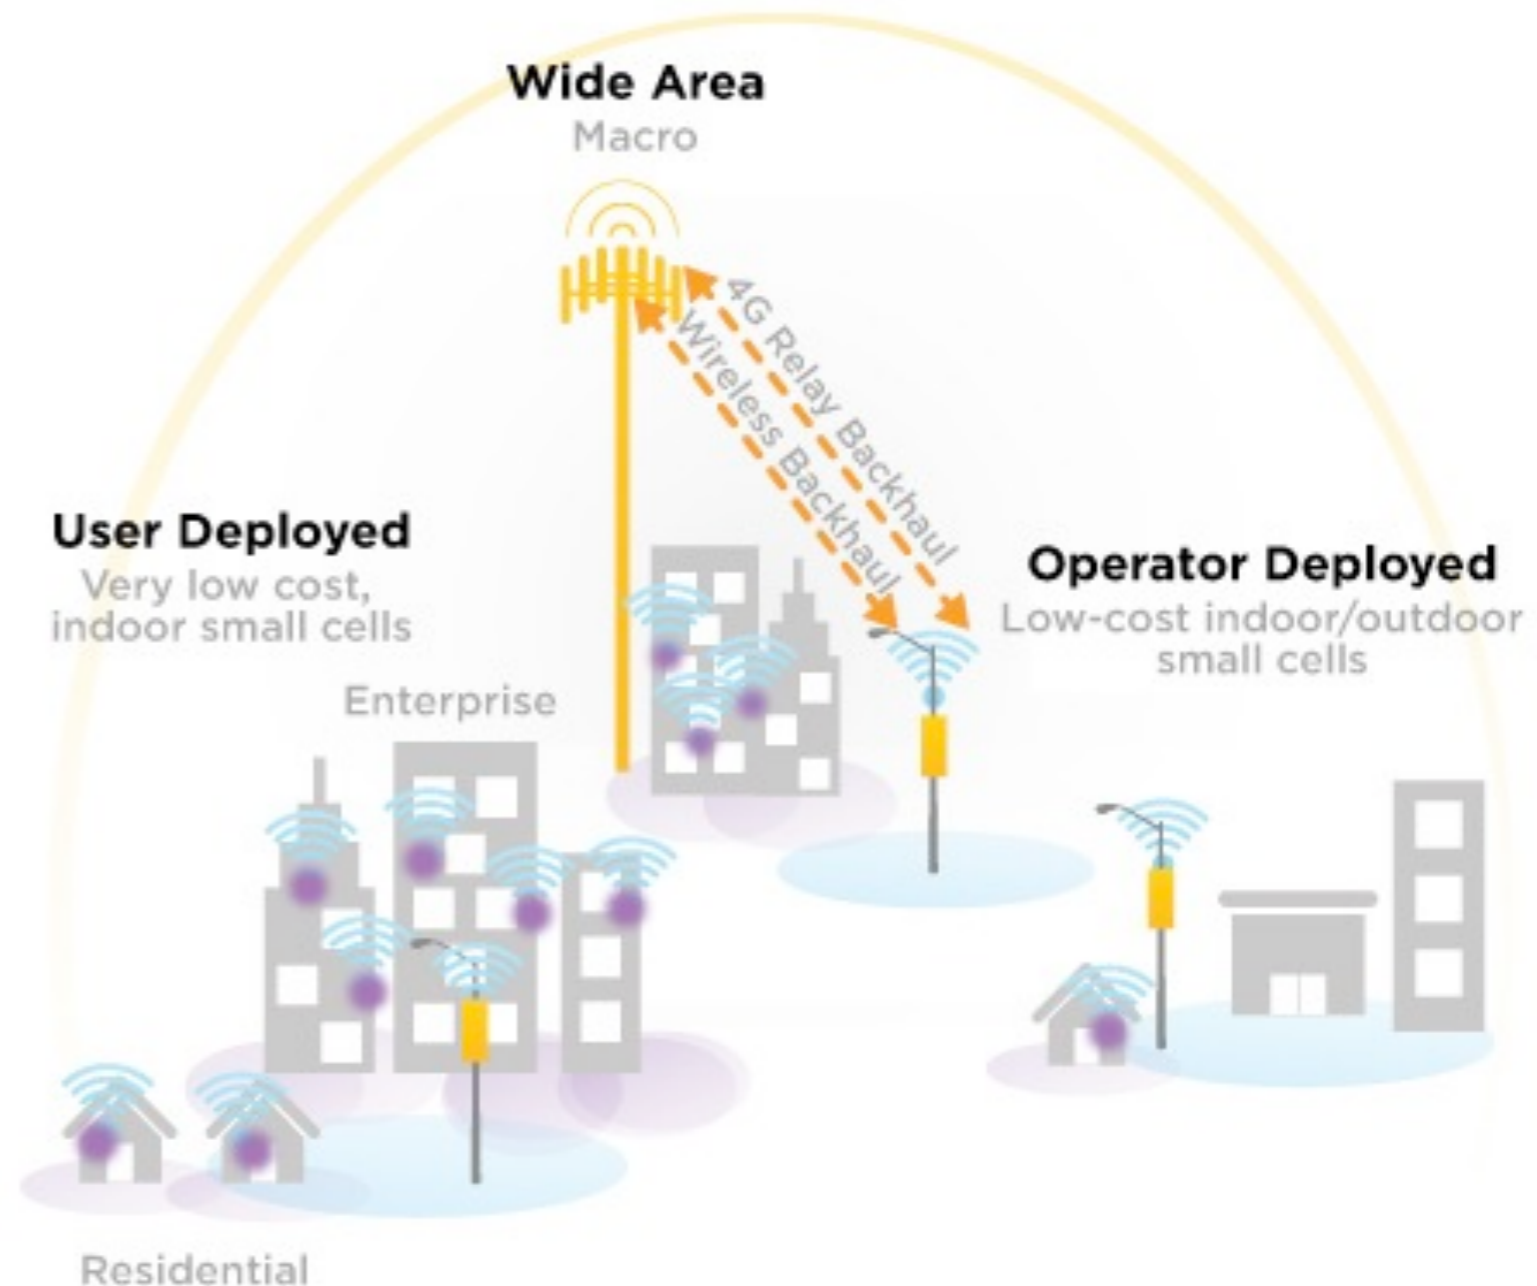 Wide Area
Macro
4G Relay Backhaul
Wireless Backhaul
User Deployed
Very low cost,
indoor small cells
Operator Deployed
Low-cost indoor/outdoor
small cells
Enterprise
Residential